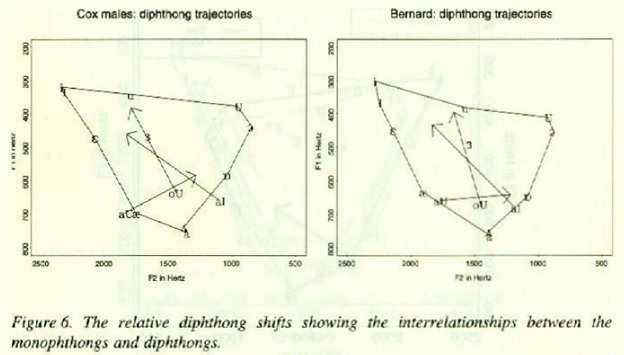 Cox males: diphthong trajectories
Bernard: diphthong trajectories
200
300
400
500
600
700
800
F1 in Hertz
i
I
u
U
ɛ
ɔ
3
ɒ
aI
oU
aU
æ
ʌ
a
2500
2000
1500
1000
500
F2 in Hertz
200
300
400
500
600
700
800
F1 in Hertz
i
I
u
U
ɛ
ɔ
3
æ
aU
oU
aI
ɒ
ʌ
a
2500
2000
1500
1000
500
F2 in Hertz
Figure 6. The relative diphthong shifts showing the interrelationships between the
monophthongs and diphthongs.